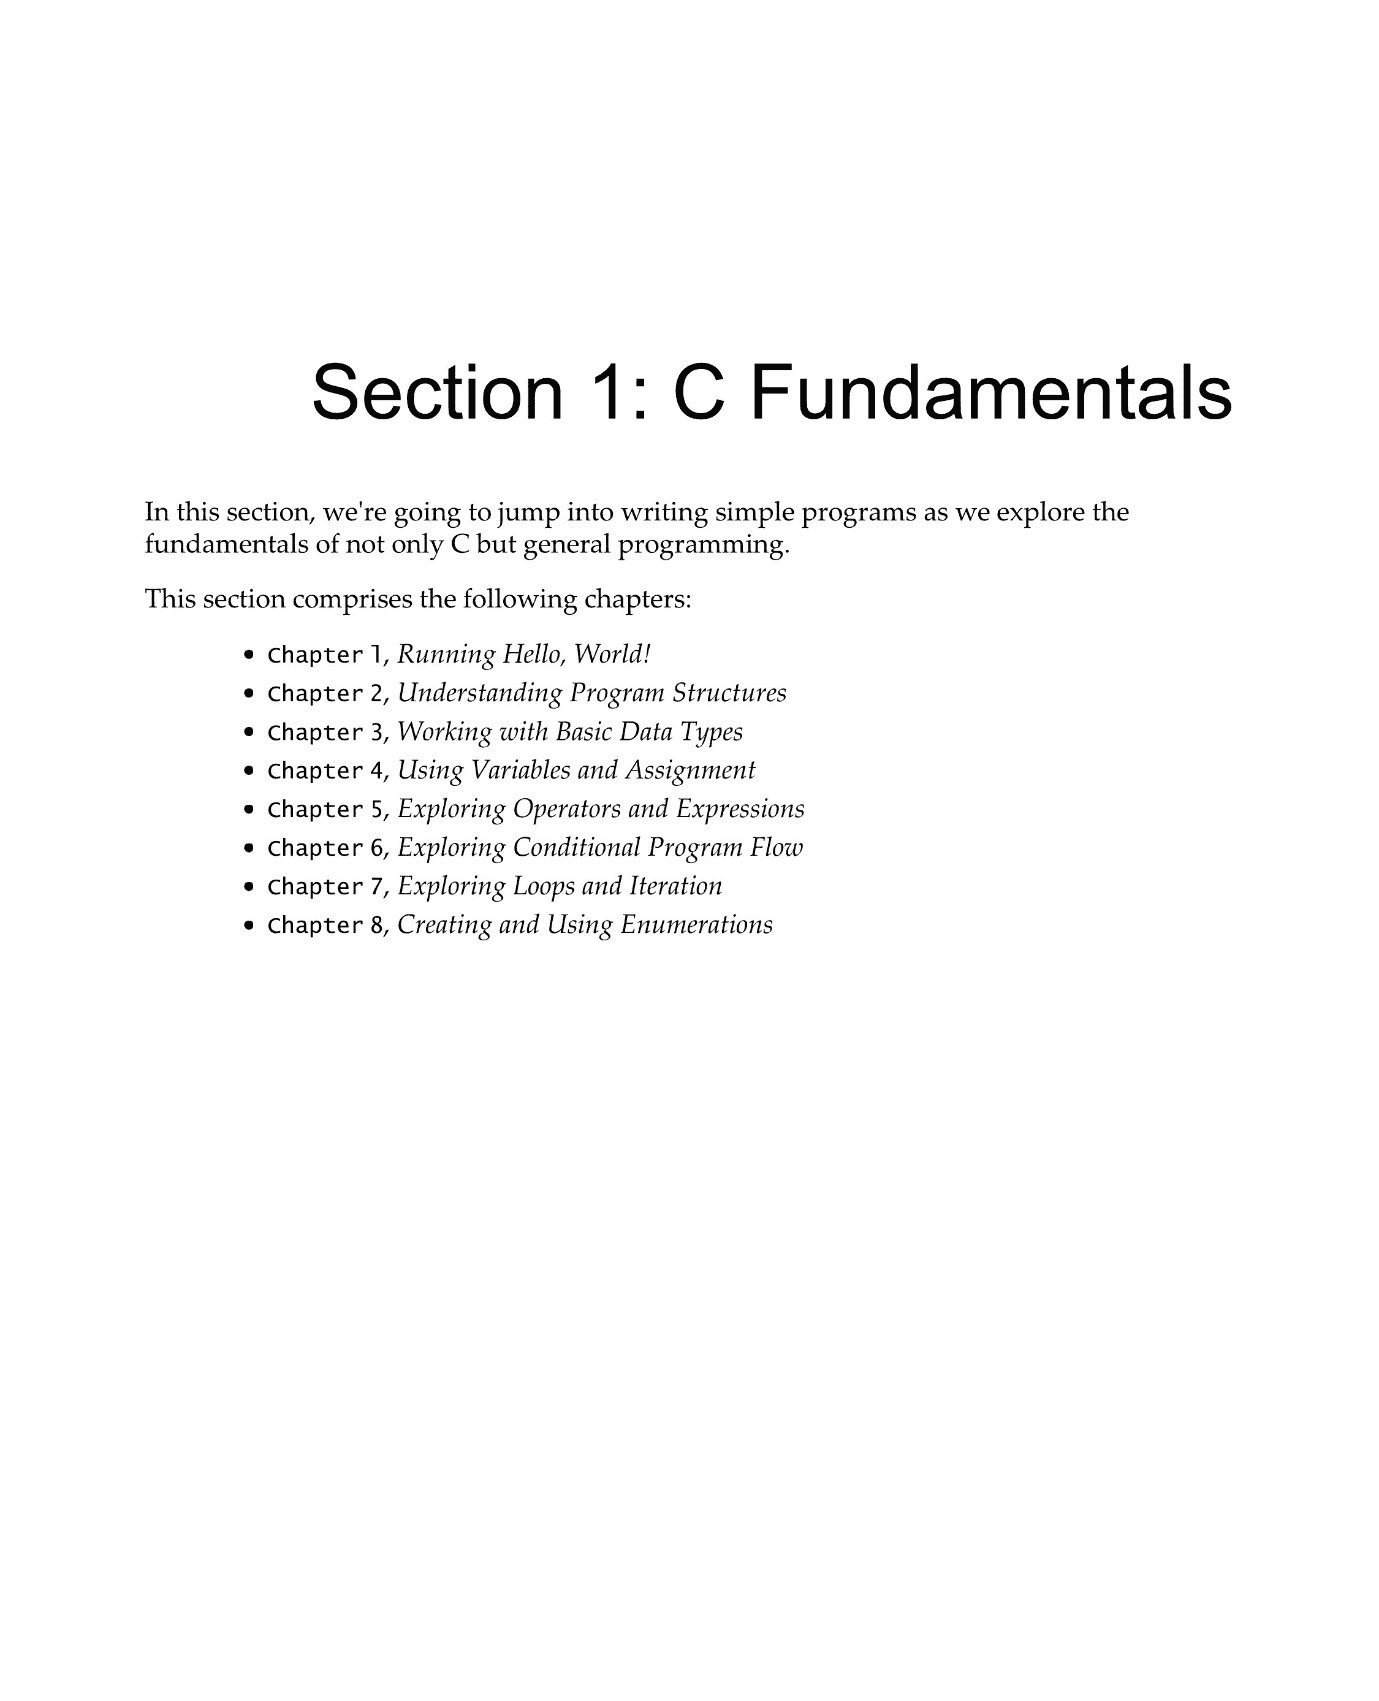 Section 1: C Fundamentals
In this section, we're going to jump into writing simple programs as we explore the
fundamentals of not only C but general programming.
This section comprises the following chapters:
• Chapter 1, Running Hello, World!
• Chapter 2, Understanding Program Structures
• Chapter 3, Working with Basic Data Types
• Chapter 4, Using Variables and Assignment
• Chapter 5, Exploring Operators and Expressions
• Chapter 6, Exploring Conditional Program Flow
• Chapter 7, Exploring Loops and Iteration
• Chapter 8, Creating and Using Enumerations